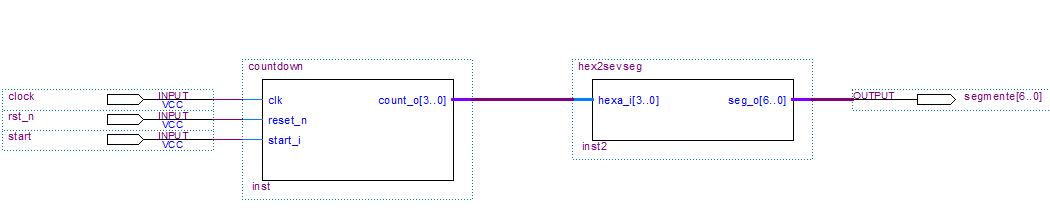 countdown
hex2sevseg
clock
INPUT
VCC
clk
count_o[3..0]
hexa_i[3..0]
seg_o[6..0]
OUTPUT
segmente[6..0]
rst_n
INPUT
VCC
reset_n
start
INPUT
VCC
start_i
inst2
inst